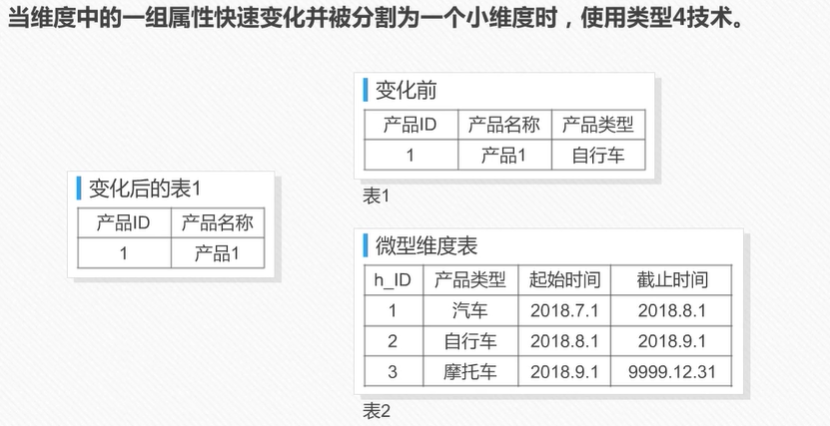 当维度中的一组属性快速变化并被分割为一个小维度时，使用类型4技术。
变化前
产品ID 产品名称 产品类型
1 产品1 自行车
表1
变化后的表1
产品ID 产品名称
1 产品1
微型维度表
h_ID 产品类型 起始时间 截止时间
1 汽车 2018.7.1 2018.8.1
2 自行车 2018.8.1 2018.9.1
3 摩托车 2018.9.1 9999.12.31
表2